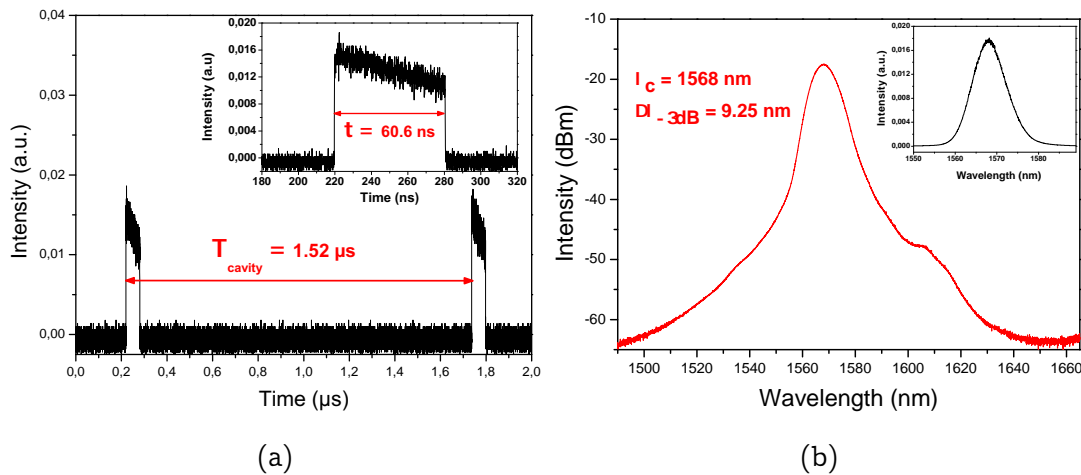 0,04
0,03
0,02
0,01
0,00
Intensity (a.u.)
0,0 0,2 0,4 0,6 0,8 1,0 1,2 1,4 1,6 1,8 2,0
Time (µs)
T cavity = 1.52 µs
0,020
0,016
0,012
0,008
0,004
0,000
Intensity (a.u)
t = 60.6 ns
180 200 220 240 260 280 300 320
Time (ns)
(a)
-10
-20
-30
-40
-50
-60
Intensity (dBm)
1500 1520 1540 1560 1580 1600 1620 1640 1660
Wavelength (nm)
l c = 1568 nm
Dl - 3dB = 9.25 nm
0,020
0,016
0,012
0,008
0,004
0,000
Intensity (a.u.)
1550 1560 1570 1580
Wavelength (nm)
(b)